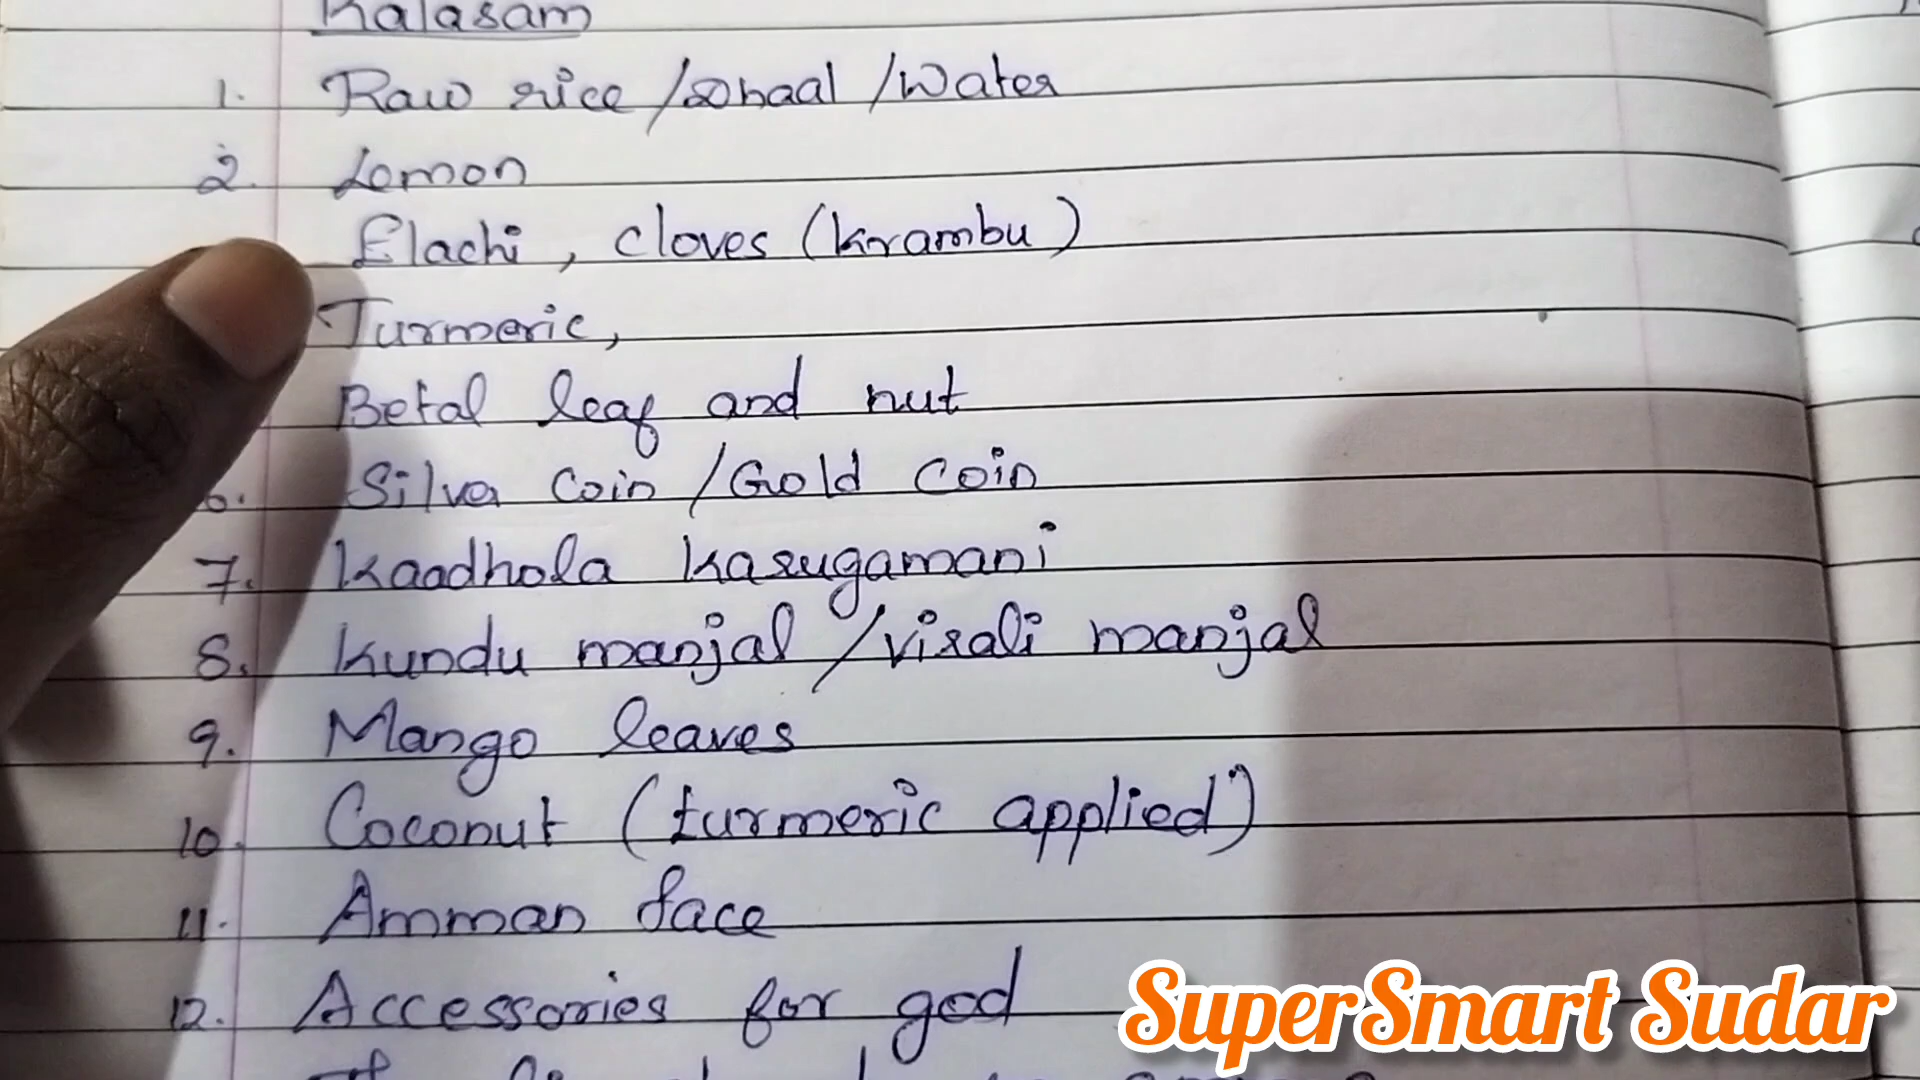 Kalasam
1. Raw rice /Dhaal /Water
2. Lemon
Elachi, cloves (krambu)
Turmeric,
Betal leaf and nut
6. Silver Coin /Gold Coin
7. Kaadhola karugamani
8. Kundu manjal /virali manjal
9. Mango leaves
10. Coconut (turmeric applied)
11. Amman face
12. Accessories for god
SuperSmart Sudar